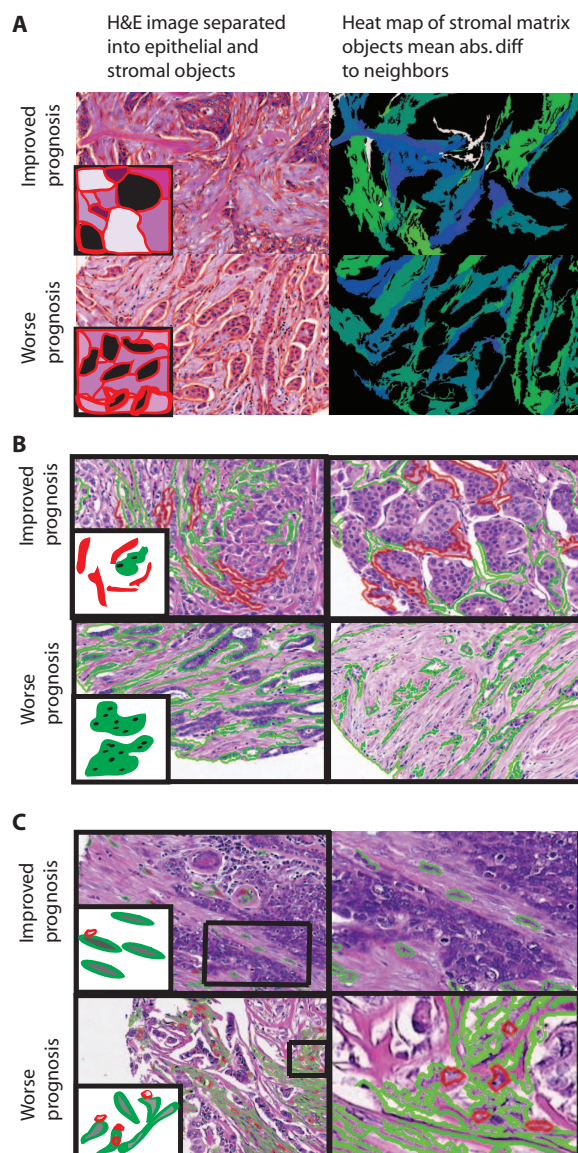 A
H&E image separated
into epithelial and
stromal objects
Heat map of stromal matrix
objects mean abs. diff
to neighbors
Improved
prognosis
Worse
prognosis
B
Improved
prognosis
Worse
prognosis
C
Improved
prognosis
Worse
prognosis